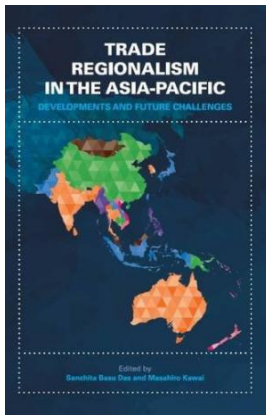 TRADE
REGIONALISM
IN THE ASIA-PACIFIC
DEVELOPMENTS AND FUTURE CHALLENGES
Edited by
Sanchita Basu Das and Masahiro Kawai